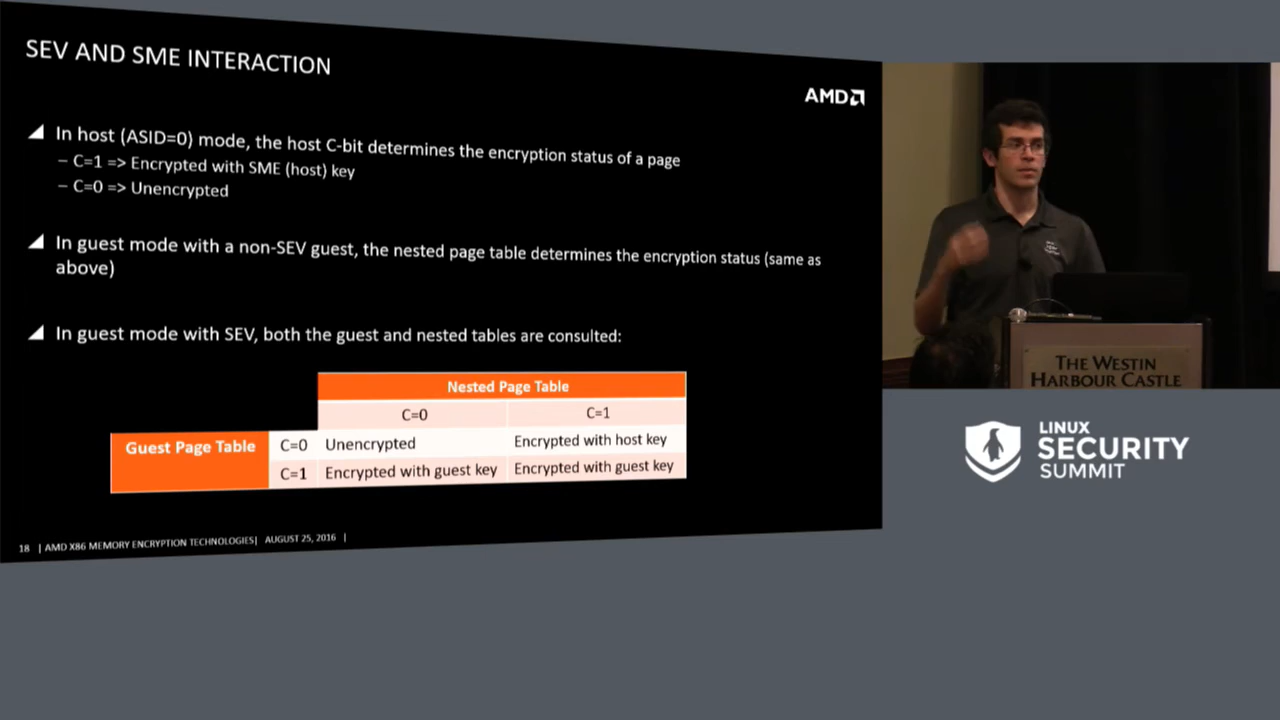 SEV AND SME INTERACTION
AMD
In host (ASID=0) mode, the host C-bit determines the encryption status of a page
– C=1 => Encrypted with SME (host) key
– C=0 => Unencrypted
In guest mode with a non-SEV guest, the nested page table determines the encryption status (same as
above)
In guest mode with SEV, both the guest and nested tables are consulted:
Nested Page Table
C=0 C=1
Guest Page Table C=0 Unencrypted Encrypted with host key
C=1 Encrypted with guest key Encrypted with guest key
18 | AMD X86 MEMORY ENCRYPTION TECHNOLOGIES| AUGUST 25, 2016 |
THE WESTIN
HARBOUR CASTLE
LINUX
SECURITY
SUMMIT